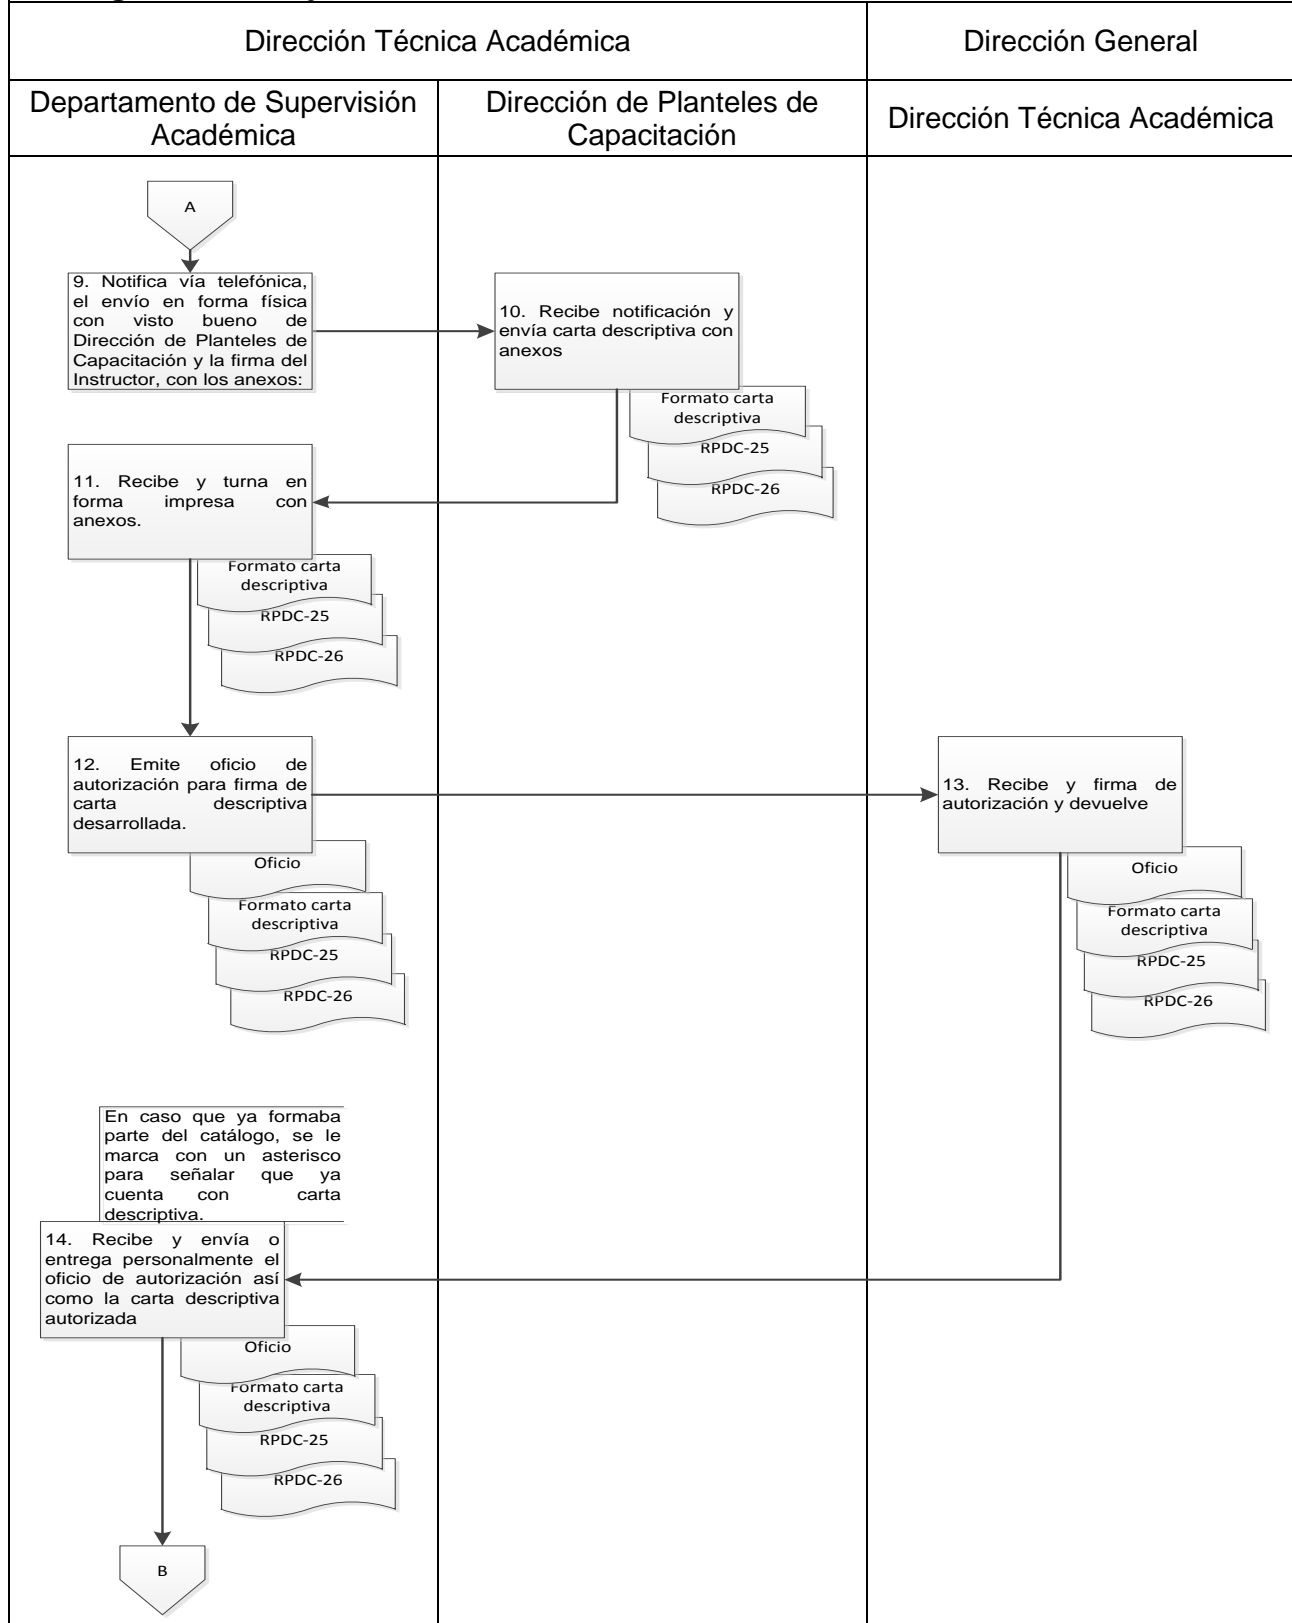 Dirección Técnica Académica
Dirección General
Departamento de Supervisión
Académica
Dirección de Planteles de
Capacitación
Dirección Técnica Académica
A
9. Notifica vía telefónica,
el envío en forma física
con visto bueno de
Dirección de Planteles de
Capacitación y la firma del
Instructor, con los anexos:
10. Recibe notificación y
envía carta descriptiva con
anexos
Formato carta
descriptiva
RPDC-25
RPDC-26
11. Recibe y turna en
forma impresa con
anexos.
Formato carta
descriptiva
RPDC-25
RPDC-26
12. Emite oficio de
autorización para firma de
carta descriptiva
desarrollada.
Oficio
Formato carta
descriptiva
RPDC-25
RPDC-26
13. Recibe y firma de
autorización y devuelve
Oficio
Formato carta
descriptiva
RPDC-25
RPDC-26
En caso que ya formaba
parte del catálogo, se le
marca con un asterisco
para señalar que ya
cuenta con carta
descriptiva.
14. Recibe y envía o
entrega personalmente el
oficio de autorización así
como la carta descriptiva
autorizada
Oficio
Formato carta
descriptiva
RPDC-25
RPDC-26
B